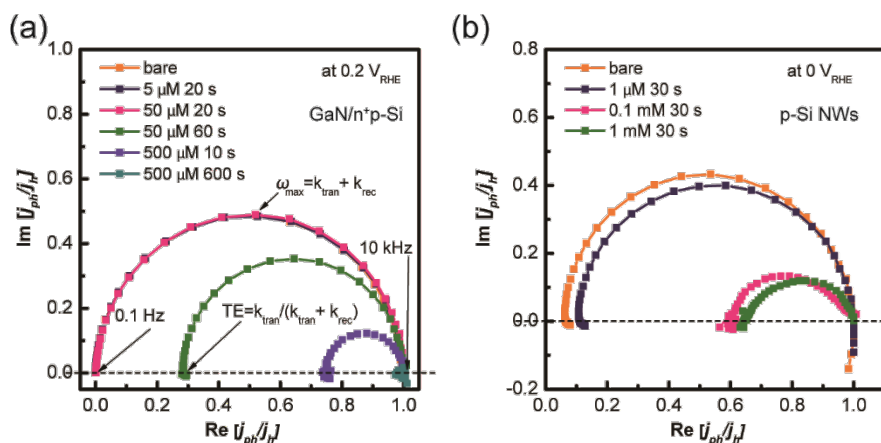 (a)
1.0
0.8
0.6
0.4
0.2
0.0
Im [j_ph/j_h]
bare
5 μM 20 s
50 μM 20 s
50 μM 60 s
500 μM 10 s
500 μM 600 s
at 0.2 V_RHE
GaN/n⁺p-Si
ω_max=k_tran+ k_rec
10 kHz
0.1 Hz
TE=k_tran/(k_tran+ k_rec)
0.0 0.2 0.4 0.6 0.8 1.0
Re [j_ph/j_h]
(b)
0.8
0.6
0.4
0.2
0.0
-0.2
Im [j_ph/j_h]
bare
1 μM 30 s
0.1 mM 30 s
1 mM 30 s
at 0 V_RHE
p-Si NWs
0.0 0.2 0.4 0.6 0.8 1.0
Re [j_ph/j_h]